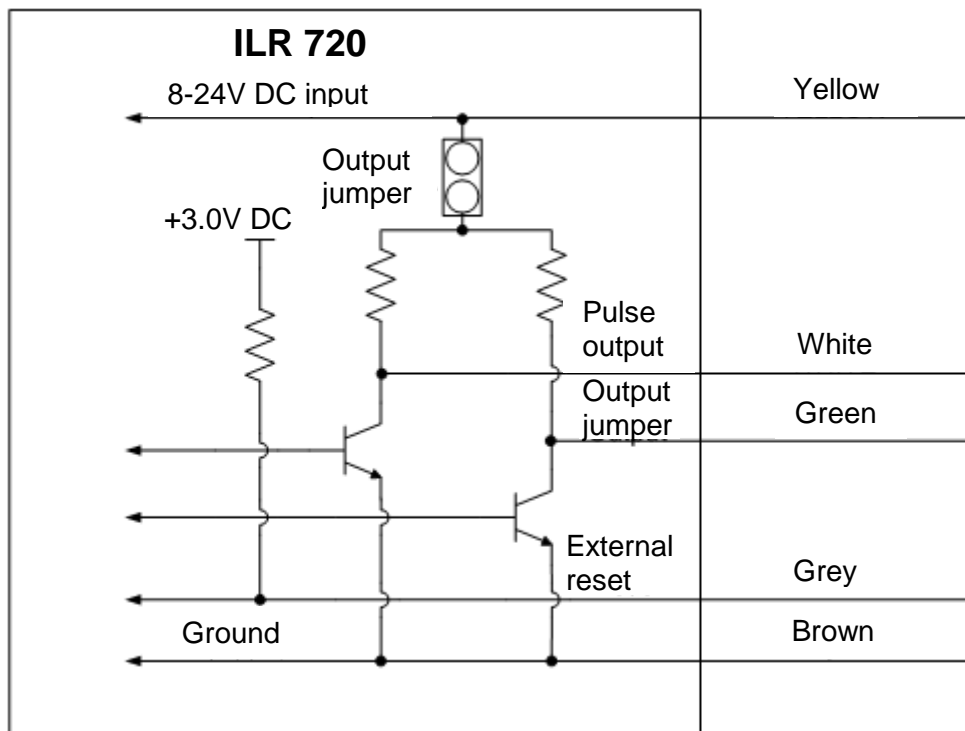 ILR 720
8-24V DC input
Yellow
Output
jumper
+3.0V DC
Pulse
output
White
Output
jumper
Green
External
reset
Grey
Ground
Brown